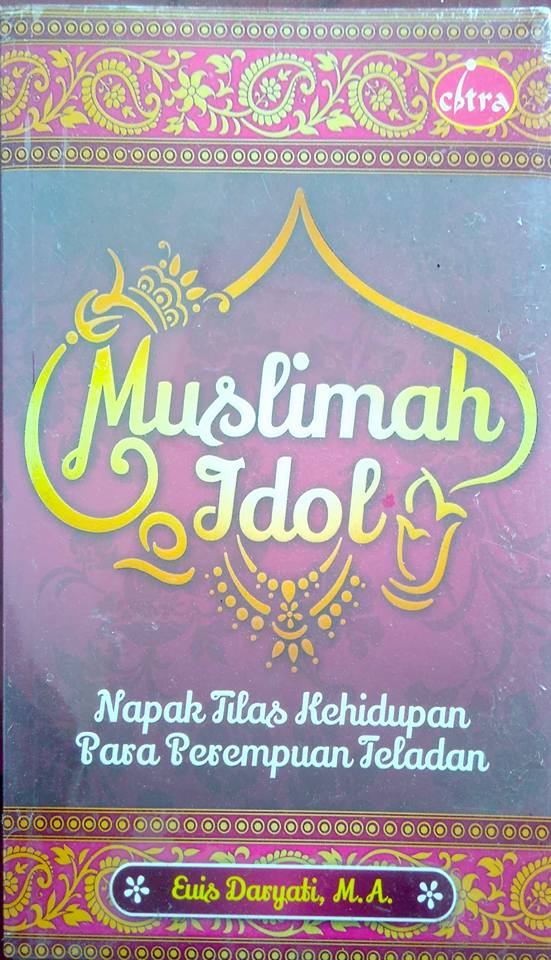 citra
Muslimah
Idol
Napak Tilas Kehidupan
Para Perempuan Teladan
Euis Daryati, M.A.